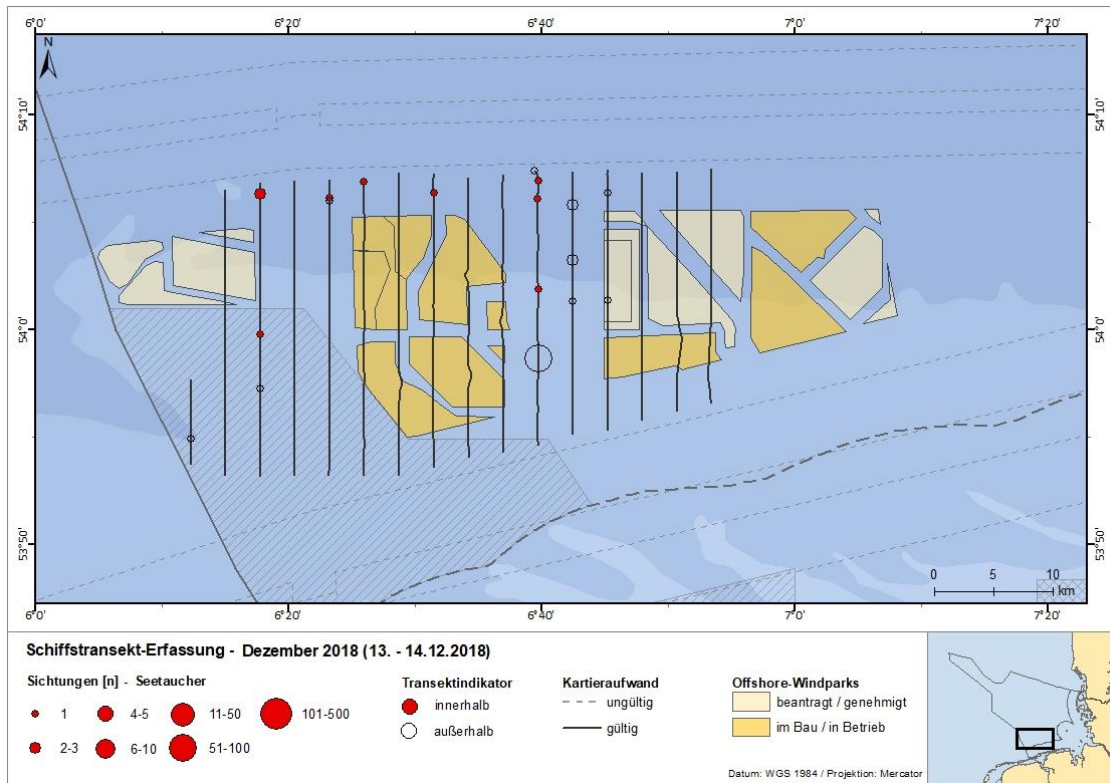 6°0' 6°20' 6°40' 7°0' 7°20'
N
54°10' 54°10'
54°0' 54°0'
53°50' 53°50'
0 5 10
km
6°0' 6°20' 6°40' 7°0' 7°20'
Schiffstransekt-Erfassung - Dezember 2018 (13. - 14.12.2018)
Sichtungen [n] - Seetaucher
1 4-5 11-50 101-500
2-3 6-10 51-100
Transektindikator
innerhalb
außerhalb
Kartieraufwand
ungültig
gültig
Offshore-Windparks
beantragt / genehmigt
im Bau / in Betrieb
Datum: WGS 1984 / Projektion: Mercator